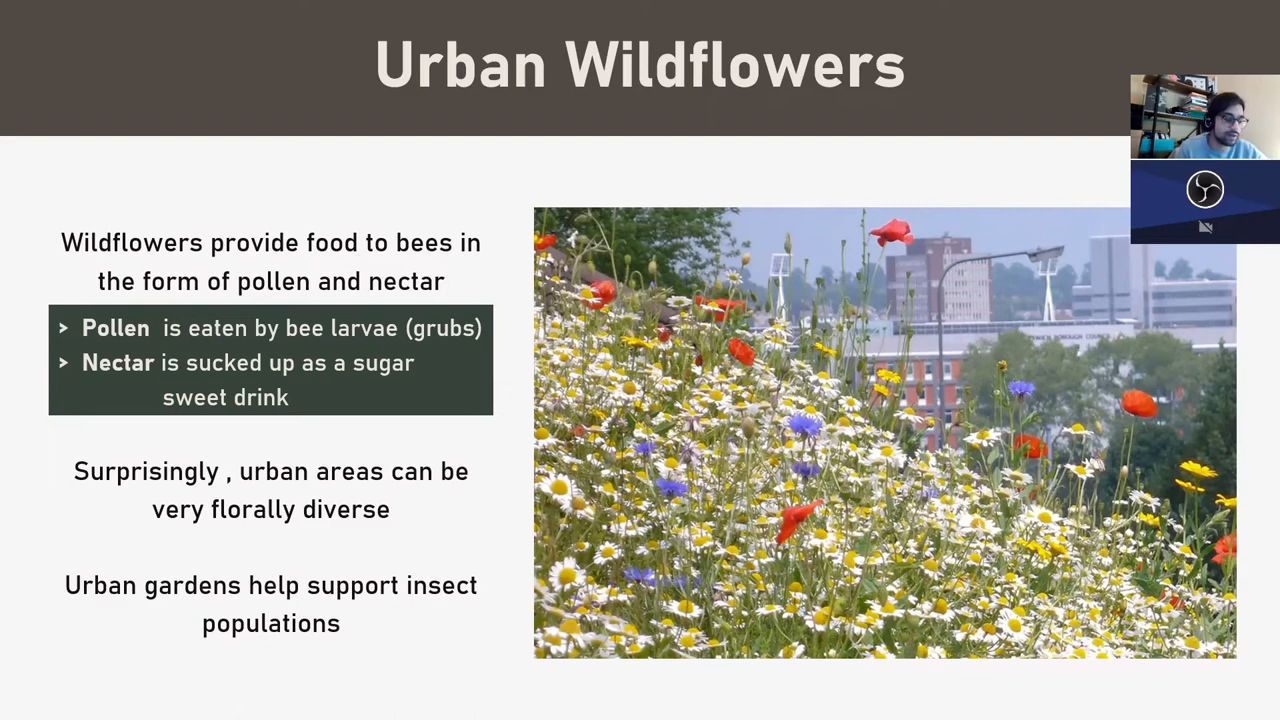 Urban Wildflowers
Wildflowers provide food to bees in
the form of pollen and nectar
> Pollen is eaten by bee larvae (grubs)
> Nectar is sucked up as a sugar
sweet drink
Surprisingly , urban areas can be
very florally diverse
Urban gardens help support insect
populations
BOROUGH COUNCIL